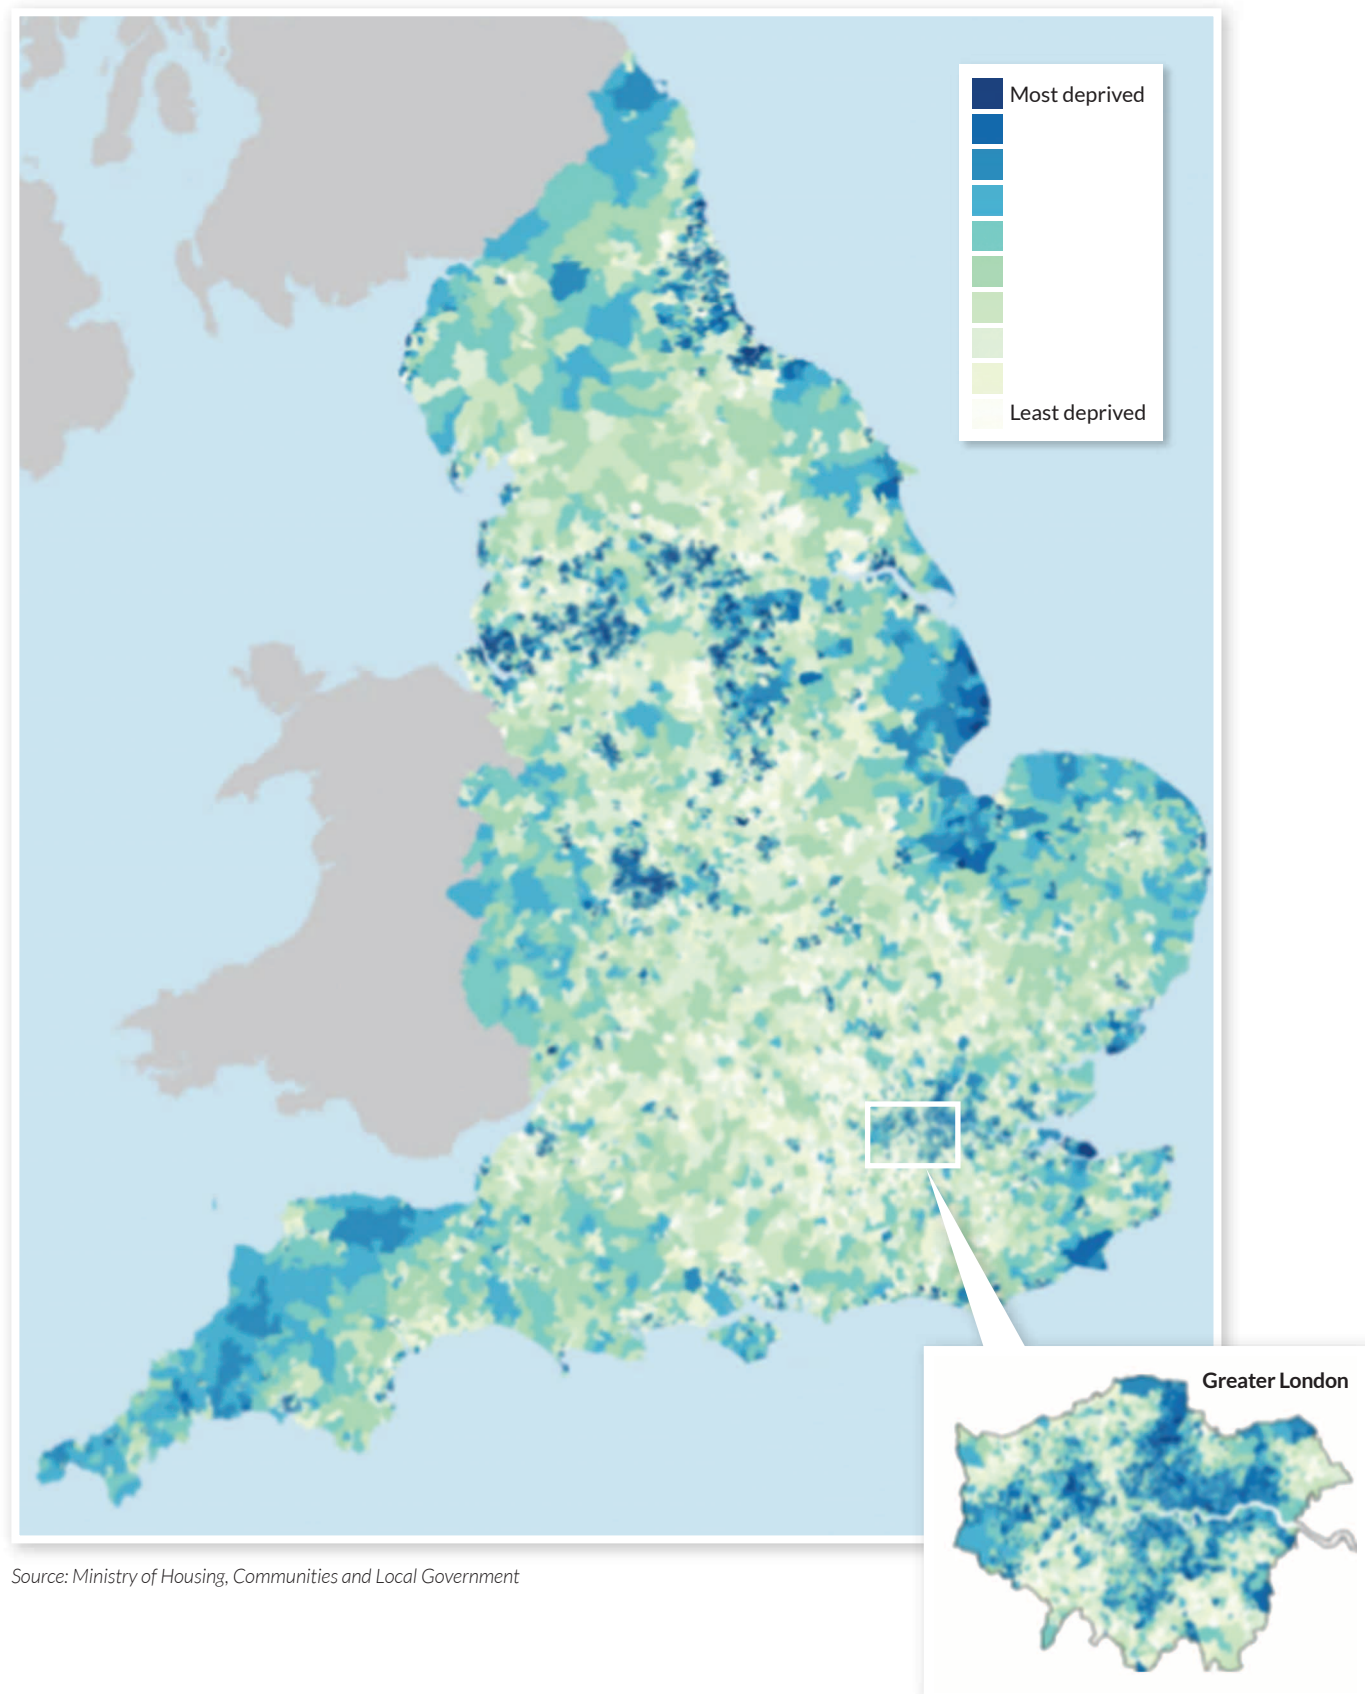 Most deprived
Least deprived
Greater London
Source: Ministry of Housing, Communities and Local Government